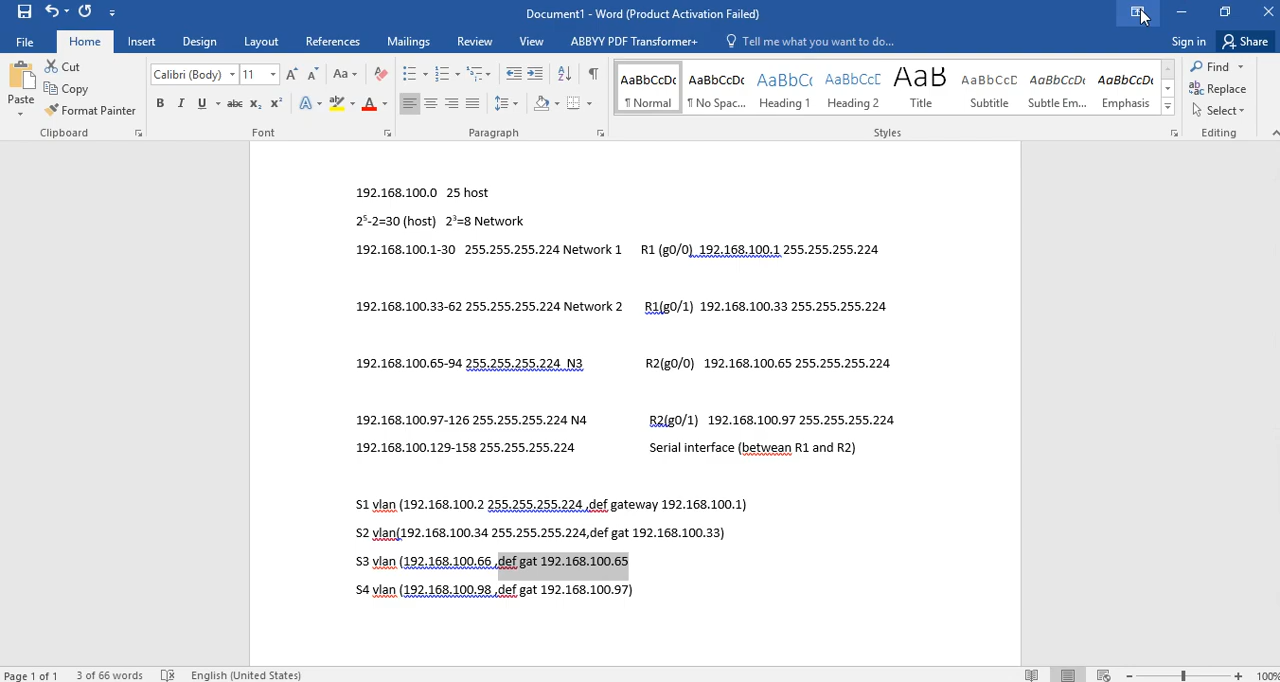 Document1 - Word (Product Activation Failed)
File Home Insert Design Layout References Mailings Review View ABBYY PDF Transformer+ Tell me what you want to do... Sign in Share
Paste Cut Copy Format Painter Clipboard
Calibri (Body) 11 A A Aa B I U abc x₂ x² A A Font
Paragraph
AaBbCcDc ¶ Normal AaBbCcDc ¶ No Spac... AaBbC Heading 1 AaBbCcE Heading 2 AaB Title AaBbCcD Subtitle AaBbCcDc Subtle Em... AaBbCcDc Emphasis Styles
Find Replace Select Editing
192.168.100.0 25 host
2⁵-2=30 (host) 2³=8 Network
192.168.100.1-30 255.255.255.224 Network 1 R1 (g0/0) 192.168.100.1 255.255.255.224
192.168.100.33-62 255.255.255.224 Network 2 R1(g0/1) 192.168.100.33 255.255.255.224
192.168.100.65-94 255.255.255.224 N3 R2(g0/0) 192.168.100.65 255.255.255.224
192.168.100.97-126 255.255.255.224 N4 R2(g0/1) 192.168.100.97 255.255.255.224
192.168.100.129-158 255.255.255.224 Serial interface (betwean R1 and R2)
S1 vlan (192.168.100.2 255.255.255.224 ,def gateway 192.168.100.1)
S2 vlan(192.168.100.34 255.255.255.224,def gat 192.168.100.33)
S3 vlan (192.168.100.66 ,def gat 192.168.100.65
S4 vlan (192.168.100.98 ,def gat 192.168.100.97)
Page 1 of 1 3 of 66 words English (United States) 100%